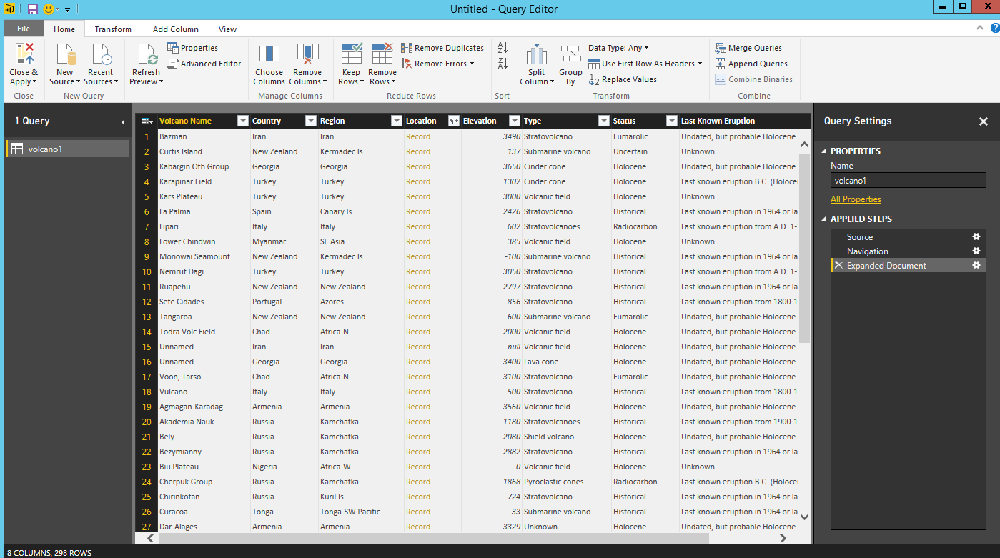 Untitled - Query Editor
File Home Transform Add Column View
Close & Apply
New Source
Recent Sources
Refresh Preview
Properties
Advanced Editor
Choose Columns
Remove Columns
Keep Rows
Remove Rows
Remove Duplicates
Remove Errors
A Z
Z A
Split Column
Group By
Data Type: Any
Use First Row As Headers
1 2 Replace Values
Merge Queries
Append Queries
Combine Binaries
Close New Query Manage Columns Reduce Rows Sort Transform Combine
1 Query
volcano1
Volcano Name Country Region Location Elevation Type Status Last Known Eruption
1 Bazman Iran Iran Record 3490 Stratovolcano Fumarolic Undated, but probable Holocene
2 Curtis Island New Zealand Kermadec Is Record 137 Submarine volcano Uncertain Unknown
3 Kabargin Oth Group Georgia Georgia Record 3650 Cinder cone Holocene Undated, but probable Holocene
4 Karapinar Field Turkey Turkey Record 1302 Cinder cone Holocene Last known eruption B.C. (Holocen
5 Kars Plateau Turkey Turkey Record 3000 Volcanic field Holocene Unknown
6 La Palma Spain Canary Is Record 2426 Stratovolcano Historical Last known eruption in 1964 or la
7 Lipari Italy Italy Record 602 Stratovolcanoes Radiocarbon Last known eruption from A.D. 1-
8 Lower Chindwin Myanmar SE Asia Record 385 Volcanic field Holocene Unknown
9 Monowai Seamount New Zealand Kermadec Is Record -100 Submarine volcano Historical Last known eruption in 1964 or la
10 Nemrut Dagi Turkey Turkey Record 3050 Stratovolcano Historical Last known eruption from A.D. 1-
11 Ruapehu New Zealand New Zealand Record 2797 Stratovolcano Historical Last known eruption in 1964 or la
12 Sete Cidades Portugal Azores Record 856 Stratovolcano Historical Last known eruption from 1800-1
13 Tangaroa New Zealand New Zealand Record 600 Submarine volcano Fumarolic Undated, but probable Holocene
14 Todra Volc Field Chad Africa-N Record 2000 Volcanic field Holocene Undated, but probable Holocene
15 Unnamed Iran Iran Record null Volcanic field Holocene Undated, but probable Holocene
16 Unnamed Georgia Georgia Record 3400 Lava cone Holocene Undated, but probable Holocene
17 Voon, Tarso Chad Africa-N Record 3100 Stratovolcano Fumarolic Undated, but probable Holocene
18 Vulcano Italy Italy Record 500 Stratovolcano Historical Last known eruption from 1800-1
19 Agmagan-Karadag Armenia Armenia Record 3560 Volcanic field Holocene Undated, but probable Holocene
20 Akademia Nauk Russia Kamchatka Record 1180 Stratovolcanoes Historical Last known eruption from 1900-1
21 Bely Russia Kamchatka Record 2080 Shield volcano Holocene Undated, but probable Holocene
22 Bezymianny Russia Kamchatka Record 2882 Stratovolcano Historical Last known eruption in 1964 or la
23 Biu Plateau Nigeria Africa-W Record 0 Volcanic field Holocene Unknown
24 Cherpuk Group Russia Kamchatka Record 1868 Pyroclastic cones Radiocarbon Last known eruption B.C. (Holocen
25 Chirinkotan Russia Kuril Is Record 724 Stratovolcano Historical Last known eruption in 1964 or la
26 Curacoa Tonga Tonga-SW Pacific Record -33 Submarine volcano Historical Last known eruption in 1964 or la
27 Dar-Alages Armenia Armenia Record 3329 Unknown Holocene Undated, but probable Holocene
Query Settings
PROPERTIES
Name
volcano1
All Properties
APPLIED STEPS
Source
Navigation
Expanded Document
8 COLUMNS, 298 ROWS